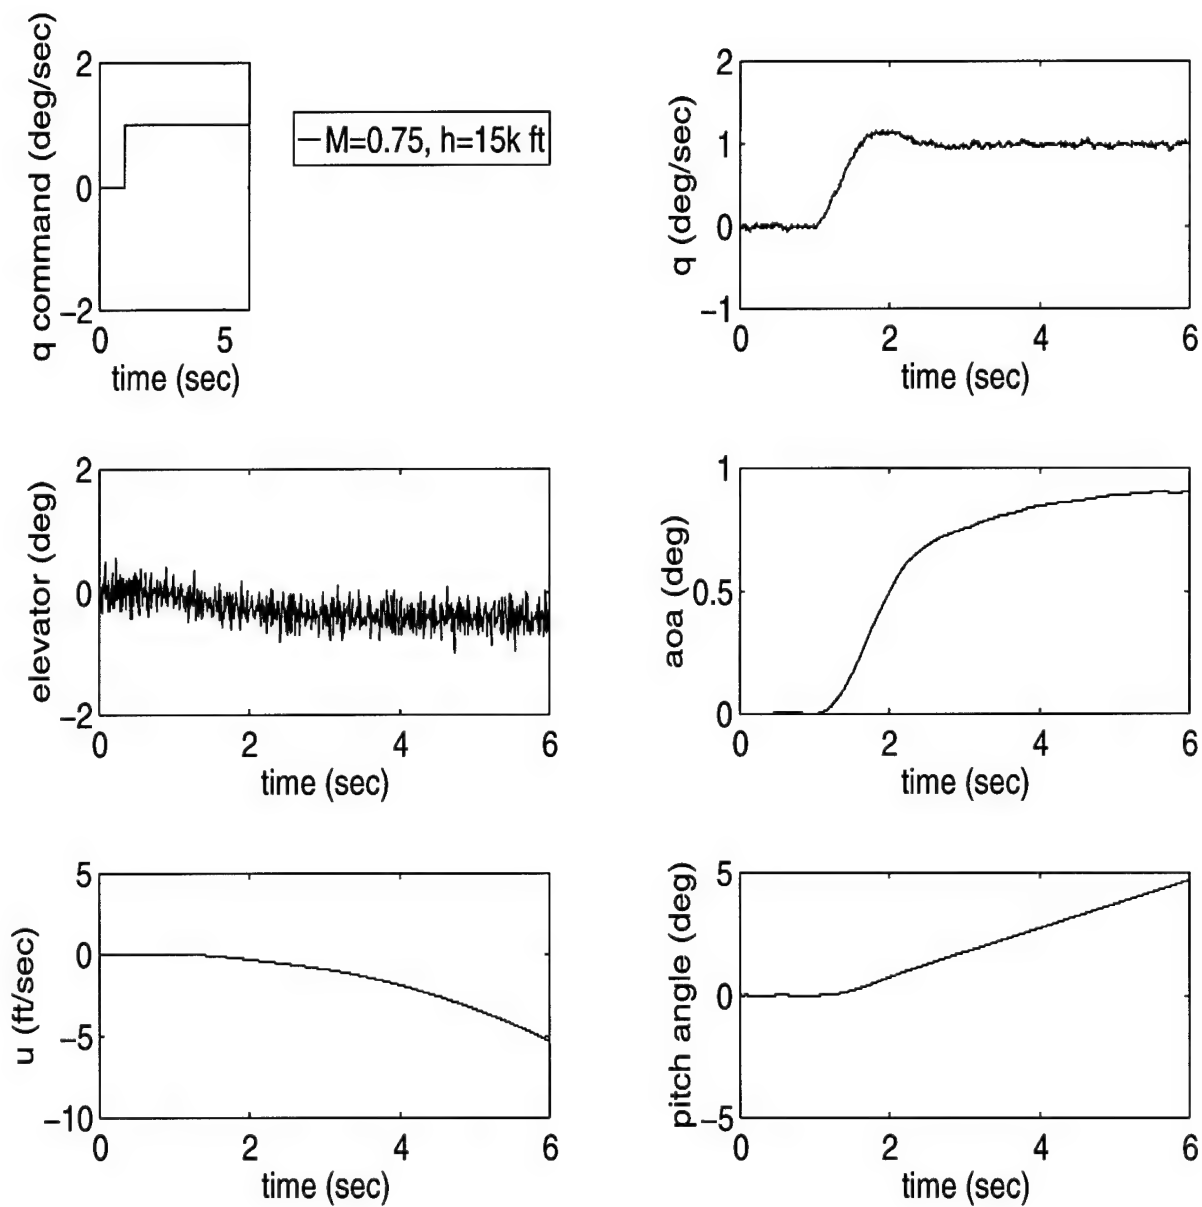 q command (deg/sec)
2
0
−2
0 5
time (sec)
M=0.75, h=15k ft
q (deg/sec)
2
1
0
−1
0 2 4 6
time (sec)
elevator (deg)
2
0
−2
0 2 4 6
time (sec)
aoa (deg)
1
0.5
0
0 2 4 6
time (sec)
u (ft/sec)
5
0
−5
−10
0 2 4 6
time (sec)
pitch angle (deg)
5
0
−5
0 2 4 6
time (sec)